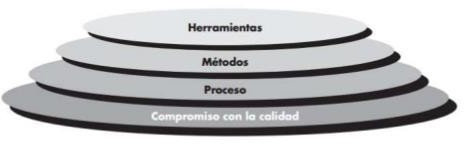 Herramientas
Métodos
Proceso
Compromiso con la calidad